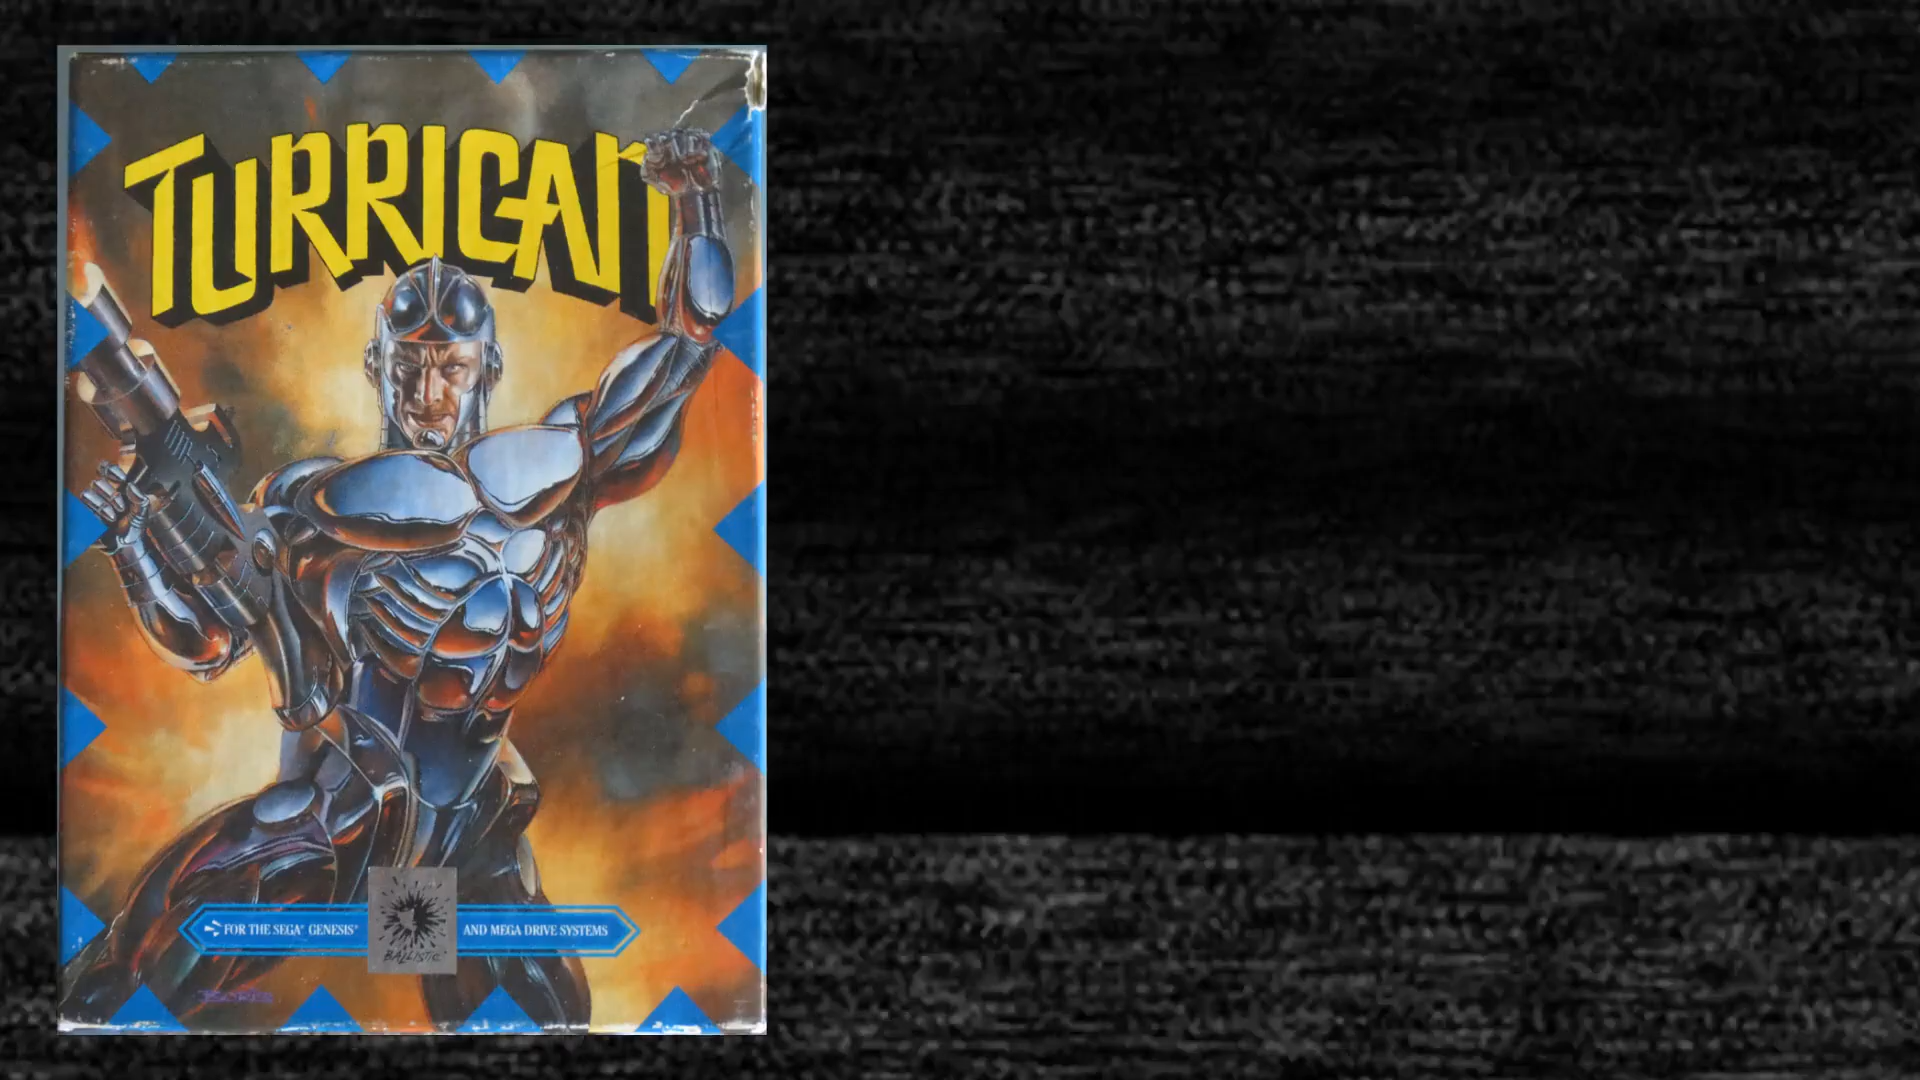 TURRICAN
FOR THE SEGA® GENESIS® AND MEGA DRIVE SYSTEMS
BALLISTIC